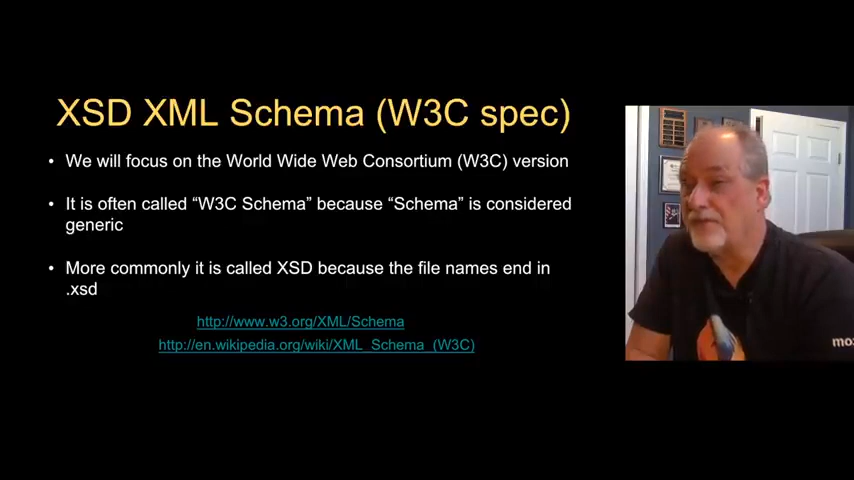 XSD XML Schema (W3C spec)
• We will focus on the World Wide Web Consortium (W3C) version
• It is often called “W3C Schema” because “Schema” is considered
generic
• More commonly it is called XSD because the file names end in
.xsd
http://www.w3.org/XML/Schema
http://en.wikipedia.org/wiki/XML_Schema_(W3C)